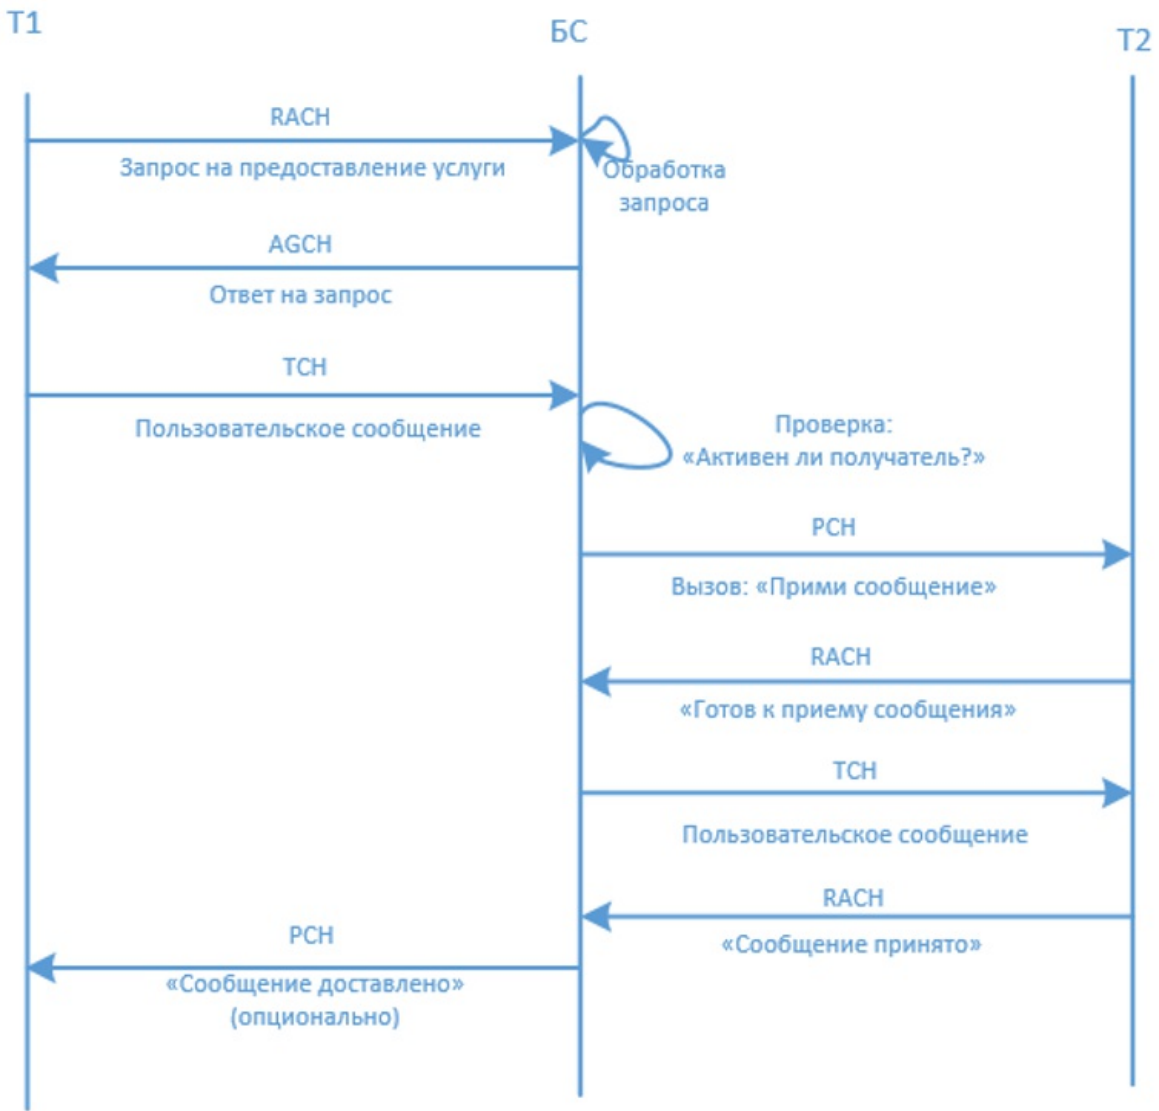 Т1
БС
Т2
RACH
Запрос на предоставление услуги
Обработка
запроса
AGCH
Ответ на запрос
TCH
Пользовательское сообщение
Проверка:
«Активен ли получатель?»
PCH
Вызов: «Прими сообщение»
RACH
«Готов к приему сообщения»
TCH
Пользовательское сообщение
RACH
«Сообщение принято»
PCH
«Сообщение доставлено»
(опционально)